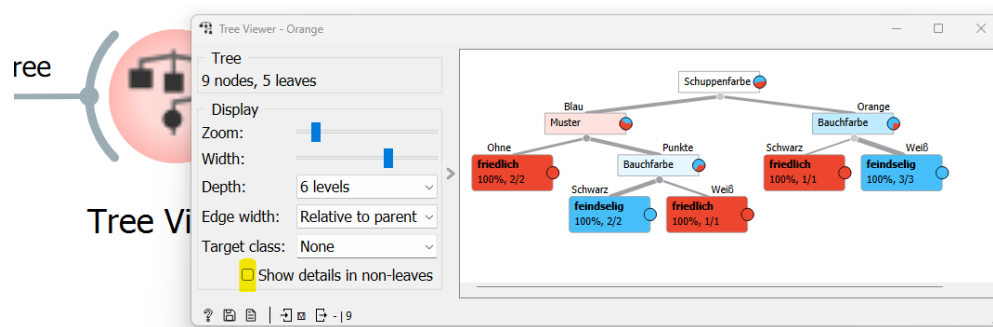 ree
Tree Vi
Tree Viewer - Orange
Tree
9 nodes, 5 leaves
Display
Zoom:
Width:
Depth: 6 levels
Edge width: Relative to parent
Target class: None
Show details in non-leaves
? - | 9
Schuppenfarbe
Blau Orange
Muster Bauchfarbe
Ohne Punkte Schwarz Weiß
friedlich
100%, 2/2
Bauchfarbe
friedlich
100%, 1/1
feindselig
100%, 3/3
Schwarz Weiß
feindselig
100%, 2/2
friedlich
100%, 1/1